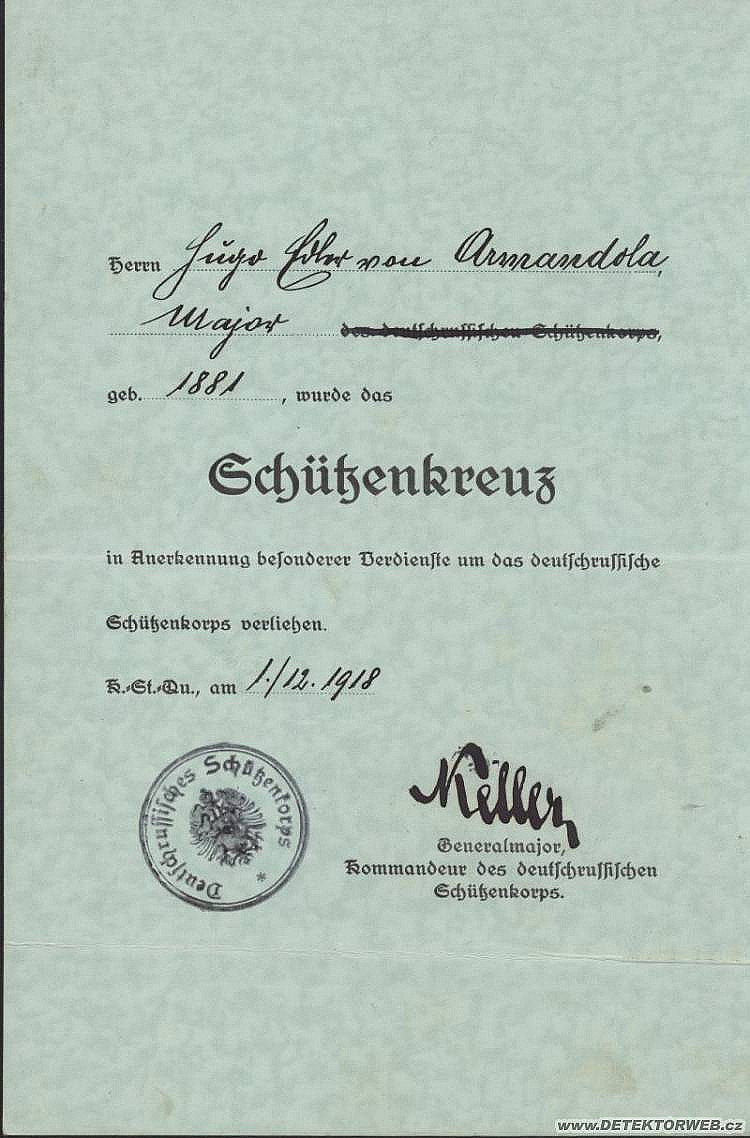 Herrn Hugo Edler von Armandola,
Major des deutschrussischen Schützenkorps,
geb. 1881, wurde das
Schützenkreuz
in Anerkennung besonderer Verdienste um das deutschrussische
Schützenkorps verliehen.
K.-St.-Qu., am 1./12. 1918
Deutschrussisches Schützenkorps *
Keller
Generalmajor,
Kommandeur des deutschrussischen
Schützenkorps.
www.DETEKTORWEB.cz